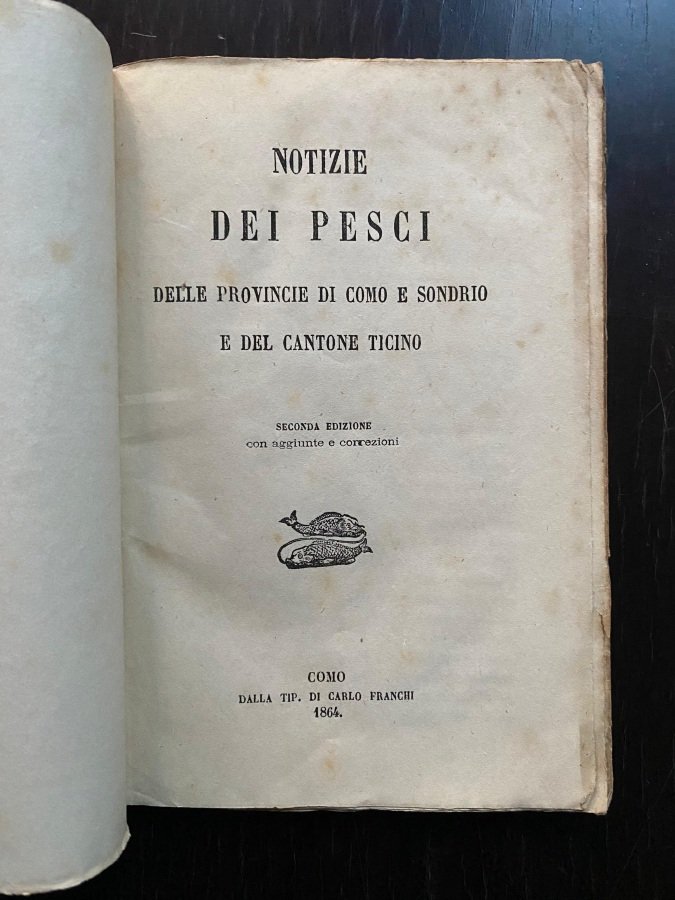 NOTIZIE
DEI PESCI
DELLE PROVINCIE DI COMO E SONDRIO
E DEL CANTONE TICINO
SECONDA EDIZIONE
con aggiunte e correzioni
COMO
DALLA TIP. DI CARLO FRANCHI
1864.